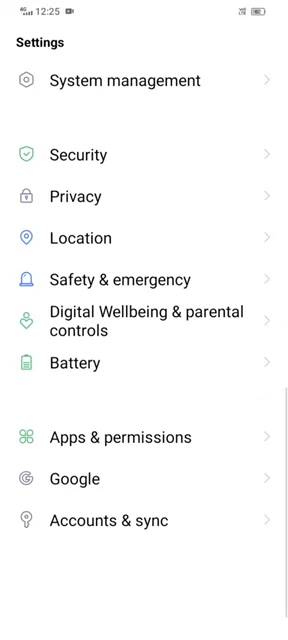 4G 12:25
Settings
System management
Security
Privacy
Location
Safety & emergency
Digital Wellbeing & parental
controls
Battery
Apps & permissions
Google
Accounts & sync